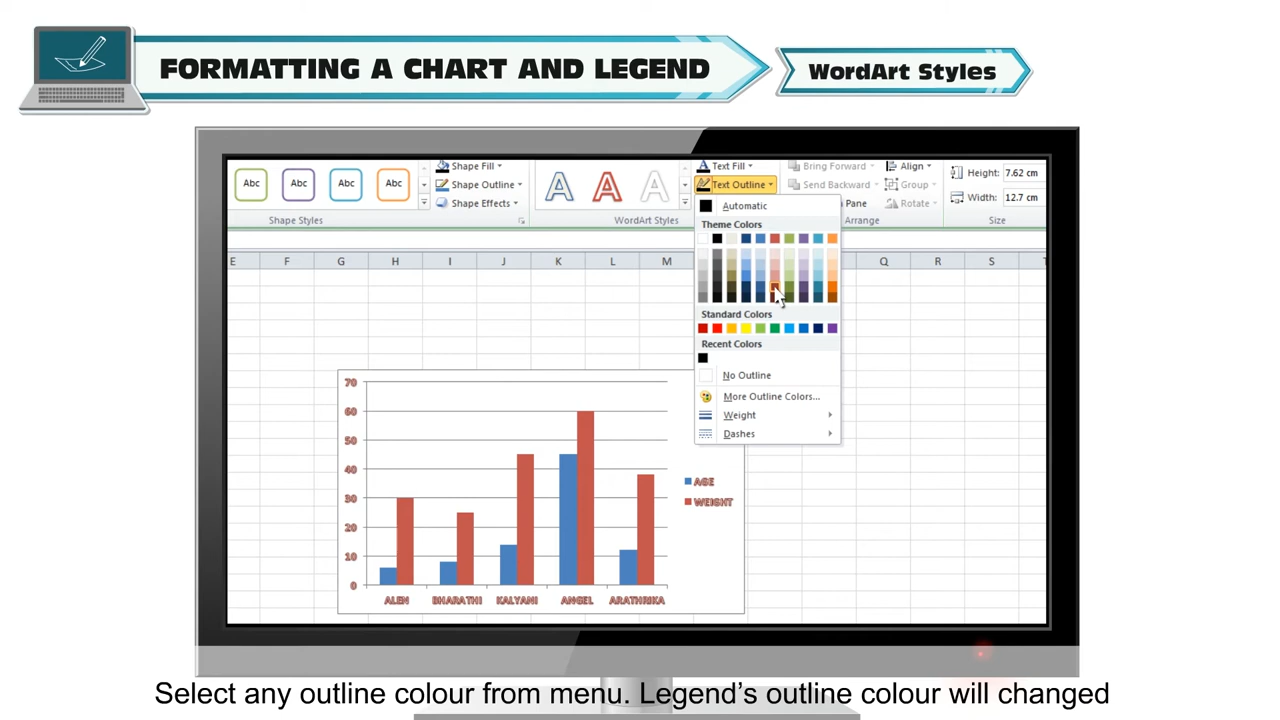 FORMATTING A CHART AND LEGEND
WordArt Styles
Abc Abc Abc Abc
Shape Fill
Shape Outline
Shape Effects
Shape Styles
A A A
WordArt Styles
Text Fill
Text Outline
Bring Forward
Send Backward
Pane
Align
Group
Rotate
Arrange
Height: 7.62 cm
Width: 12.7 cm
Size
Automatic
Theme Colors
Standard Colors
Recent Colors
No Outline
More Outline Colors...
Weight
Dashes
E F G H I J K L M Q R S T
70
60
50
40
30
20
10
0
ALEN BHARATHI KALYANI ANGEL ARATHRIKA
AGE
WEIGHT
Select any outline colour from menu. Legend's outline colour will changed